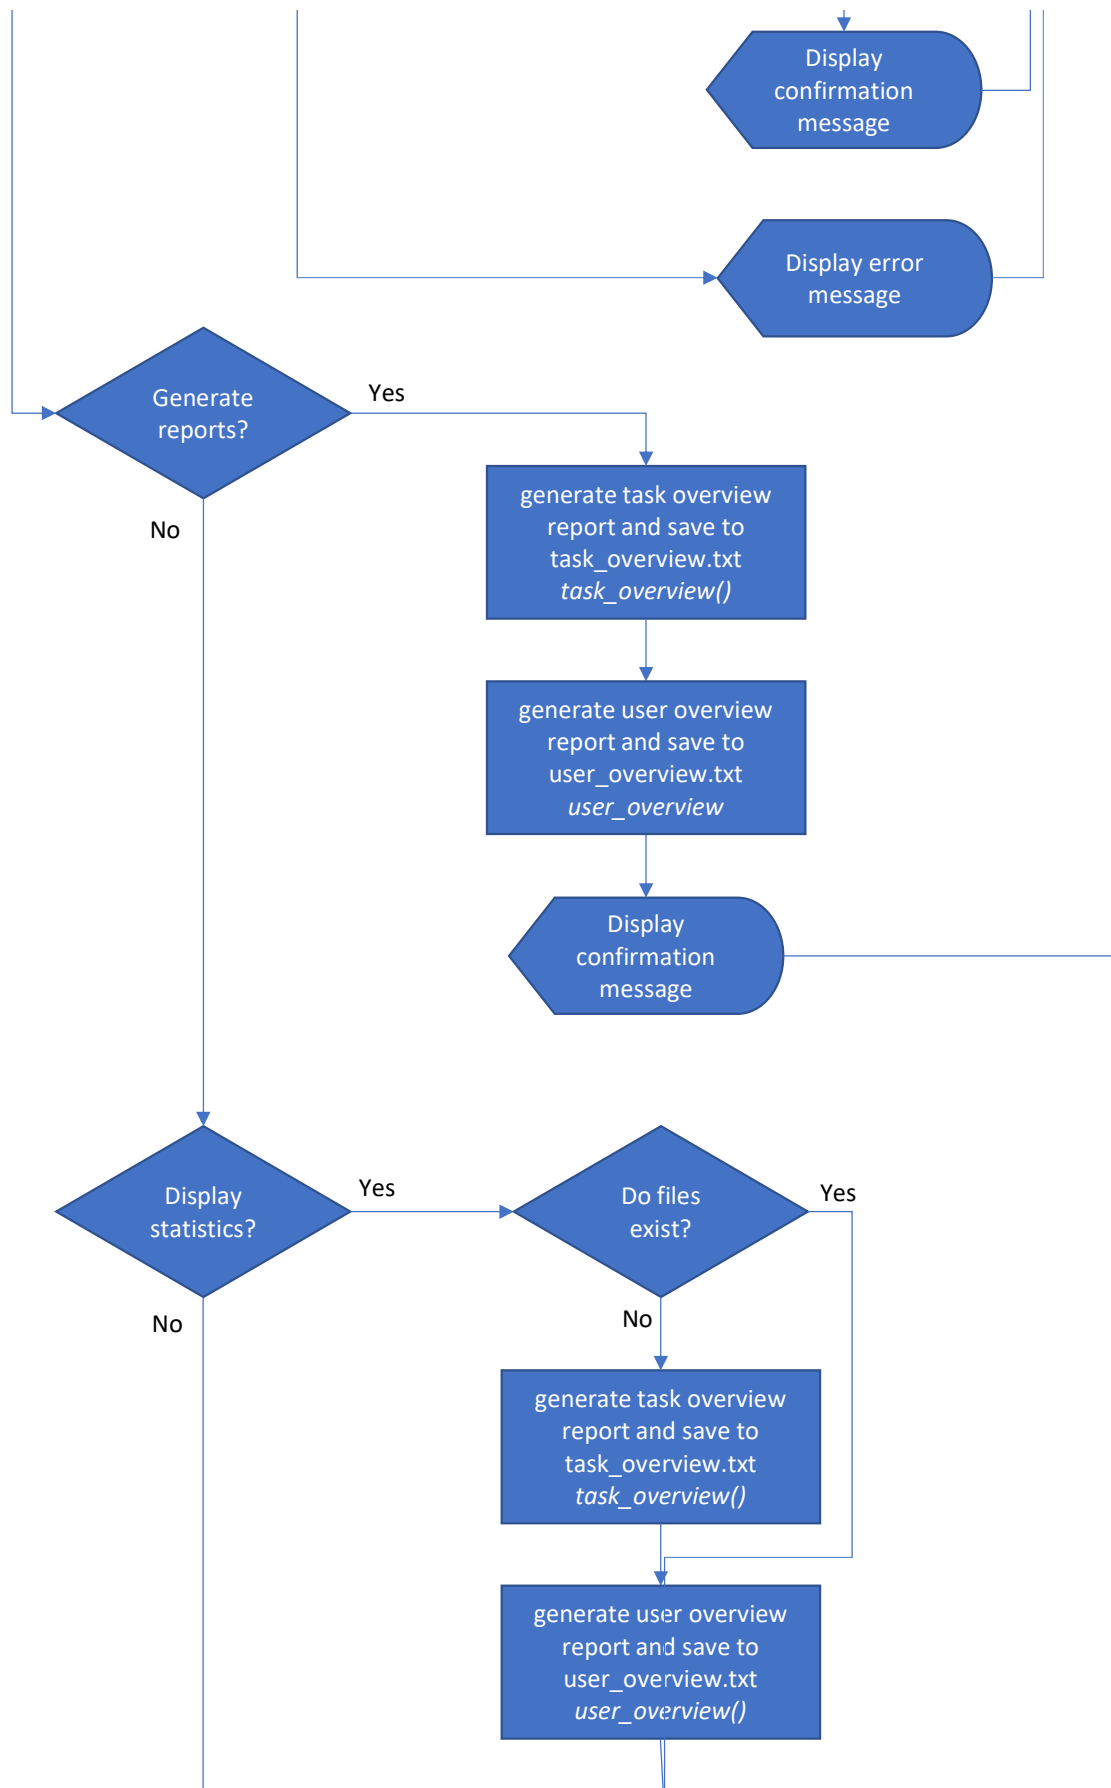 Display
confirmation
message
Display error
message
Generate
reports?
Yes
No
generate task overview
report and save to
task_overview.txt
task_overview()
generate user overview
report and save to
user_overview.txt
user_overview
Display
confirmation
message
Display
statistics?
Yes
No
Do files
exist?
Yes
No
generate task overview
report and save to
task_overview.txt
task_overview()
generate user overview
report and save to
user_overview.txt
user_overview()